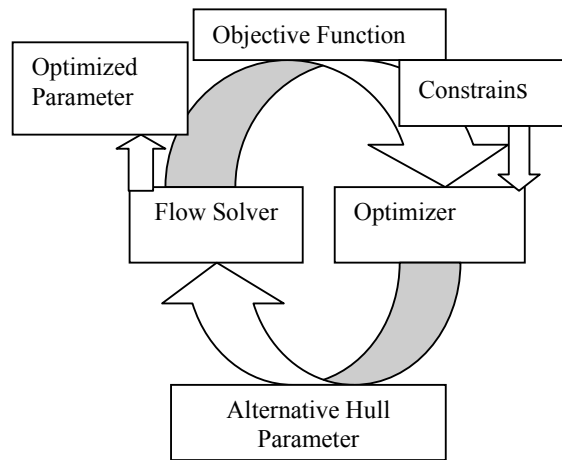 Objective Function
Optimized
Parameter
Constrains
Flow Solver
Optimizer
Alternative Hull
Parameter